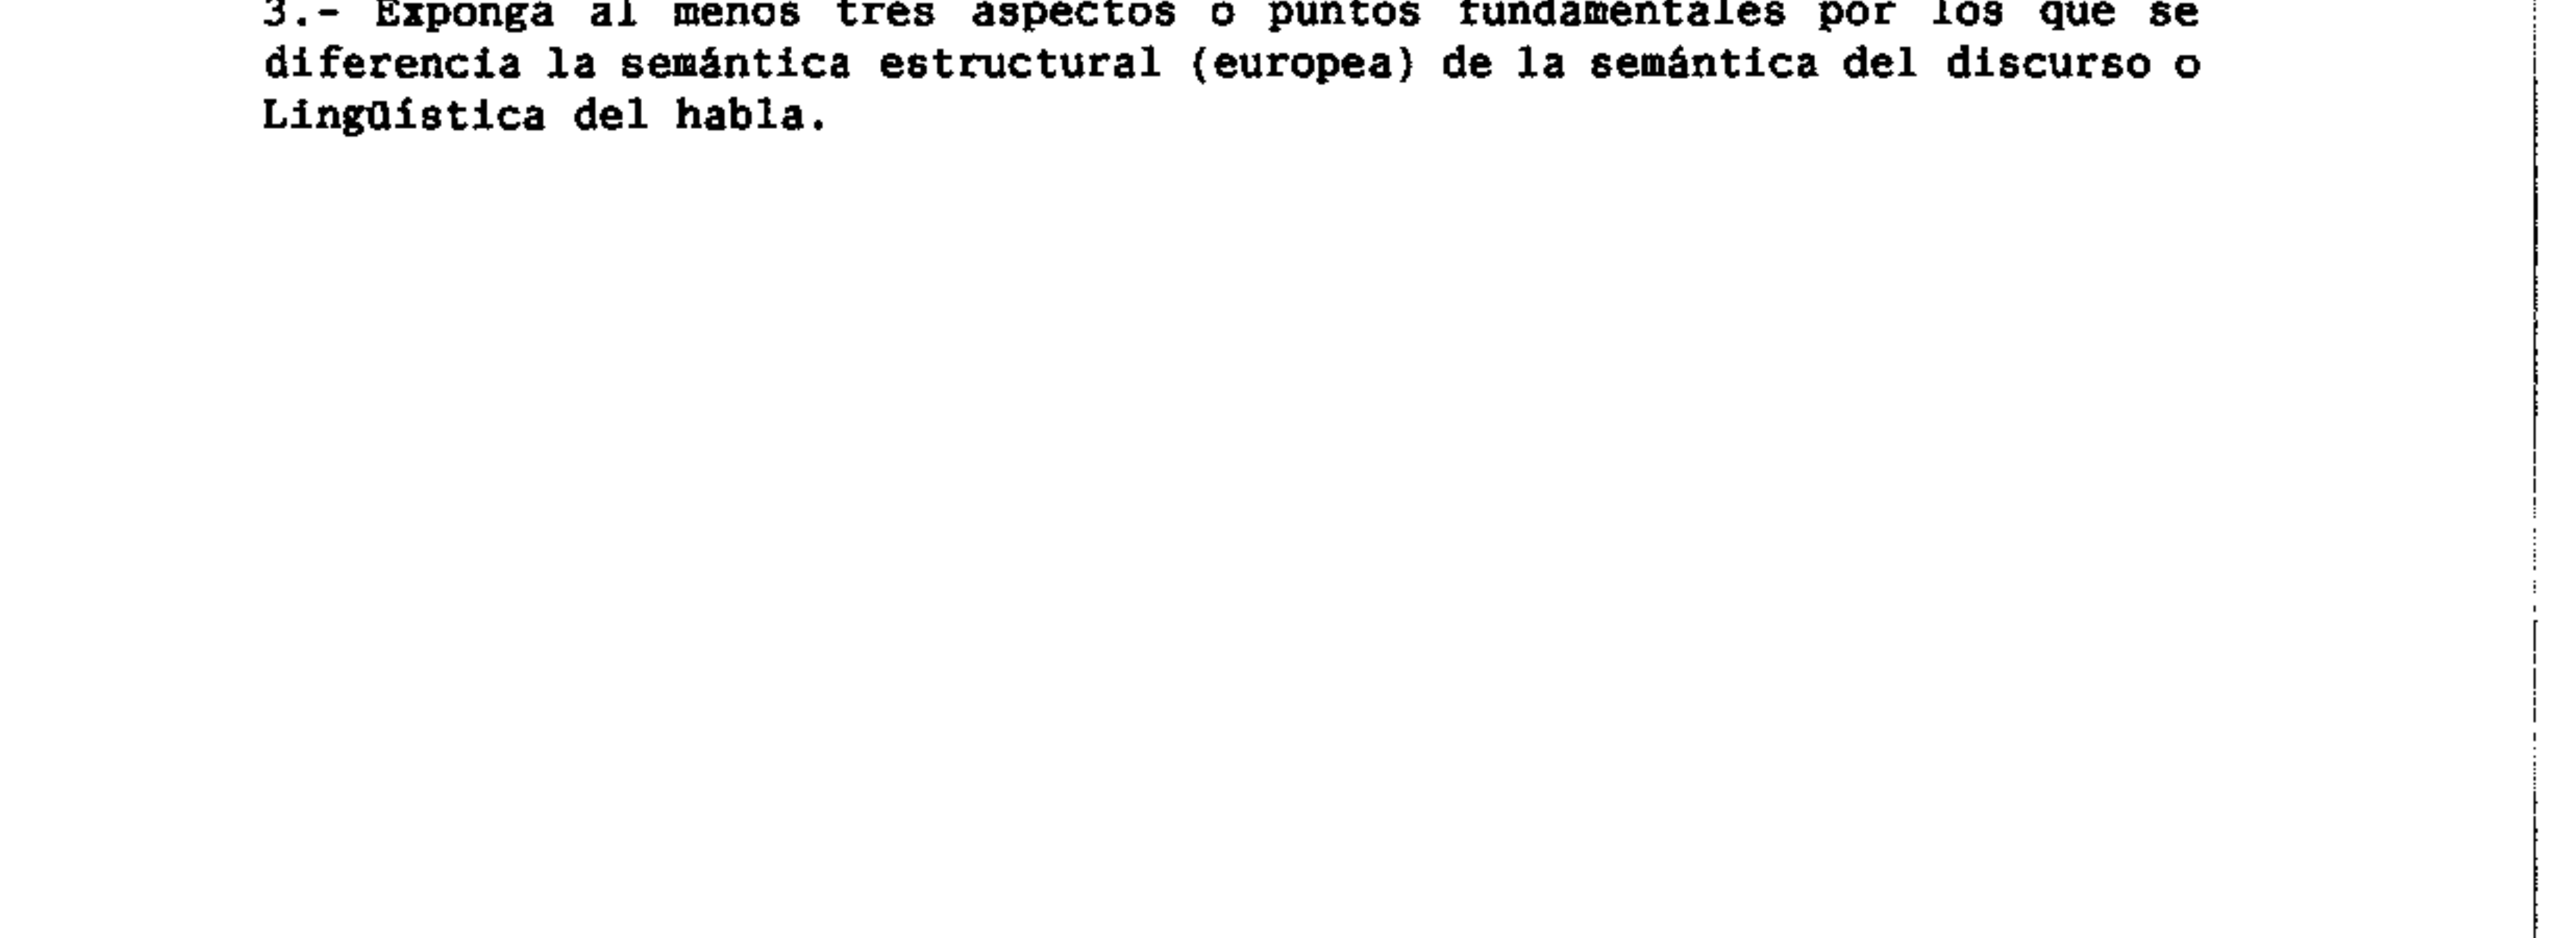 3.- Exponga al menos tres aspectos o puntos fundamentales por los que se
diferencia la semántica estructural (europea) de la semántica del discurso o
Lingüística del habla.